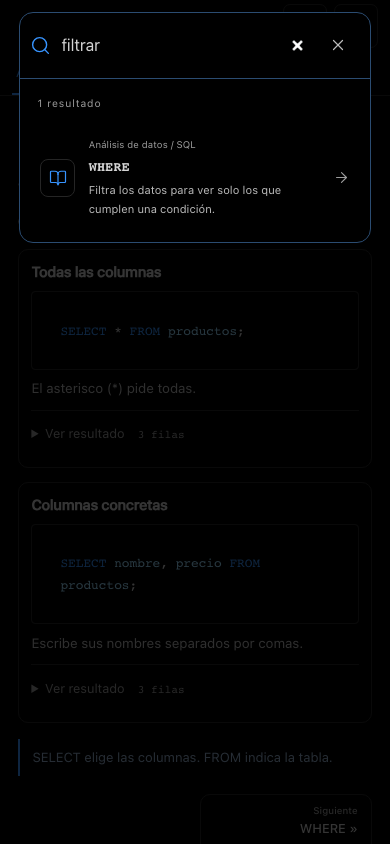 filtrar
1 resultado
Análisis de datos / SQL
WHERE
Filtra los datos para ver solo los que
cumplen una condición.
Todas las columnas
SELECT * FROM productos;
El asterisco (*) pide todas.
Ver resultado 3 filas
Columnas concretas
SELECT nombre, precio FROM
productos;
Escribe sus nombres separados por comas.
Ver resultado 3 filas
SELECT elige las columnas. FROM indica la tabla.
Siguiente
WHERE »